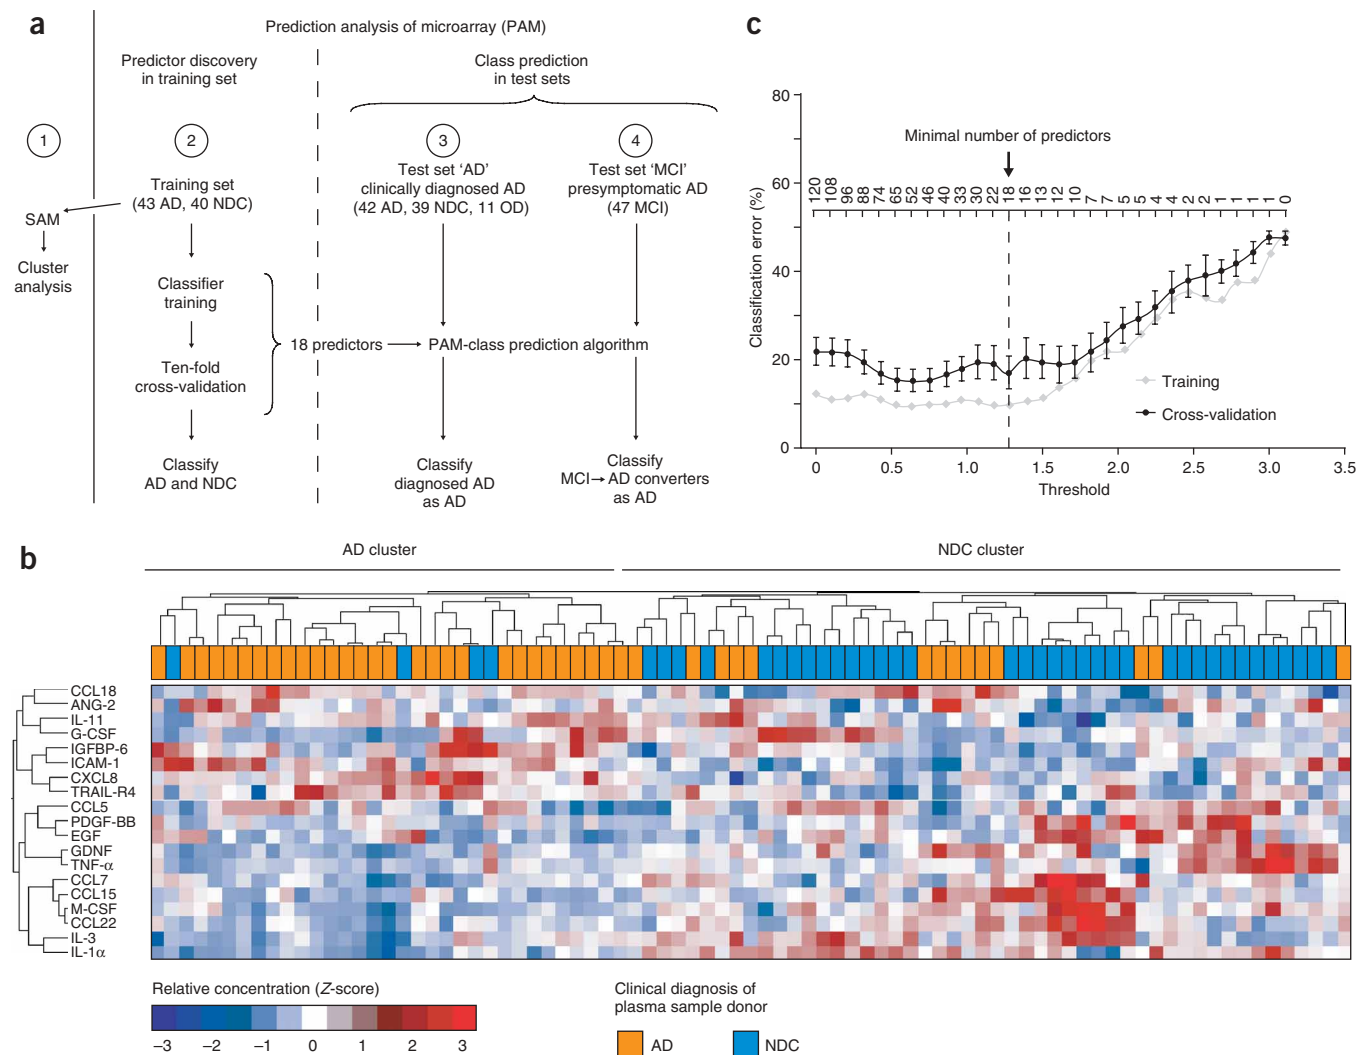 a
Prediction analysis of microarray (PAM)
Predictor discovery
in training set
Class prediction
in test sets
1
2
3
4
SAM
Cluster
analysis
Training set
(43 AD, 40 NDC)
Test set ‘AD’
clinically diagnosed AD
(42 AD, 39 NDC, 11 OD)
Test set ‘MCI’
presymptomatic AD
(47 MCI)
Classifier
training
Ten-fold
cross-validation
18 predictors
PAM-class prediction algorithm
Classify
AD and NDC
Classify
diagnosed AD
as AD
Classify
MCI→AD converters
as AD
c
Minimal number of predictors
120 108 96 88 74 65 52 46 40 33 30 22 18 16 13 12 10 7 7 5 5 4 4 2 2 1 1 1 1 0
Classification error (%)
80
60
40
20
0
Training
Cross-validation
0 0.5 1.0 1.5 2.0 2.5 3.0 3.5
Threshold
b
AD cluster
NDC cluster
CCL18
ANG-2
IL-11
G-CSF
IGFBP-6
ICAM-1
CXCL8
TRAIL-R4
CCL5
PDGF-BB
EGF
GDNF
TNF-α
CCL7
CCL15
M-CSF
CCL22
IL-3
IL-1α
Relative concentration (Z-score)
–3 –2 –1 0 1 2 3
Clinical diagnosis of
plasma sample donor
AD
NDC